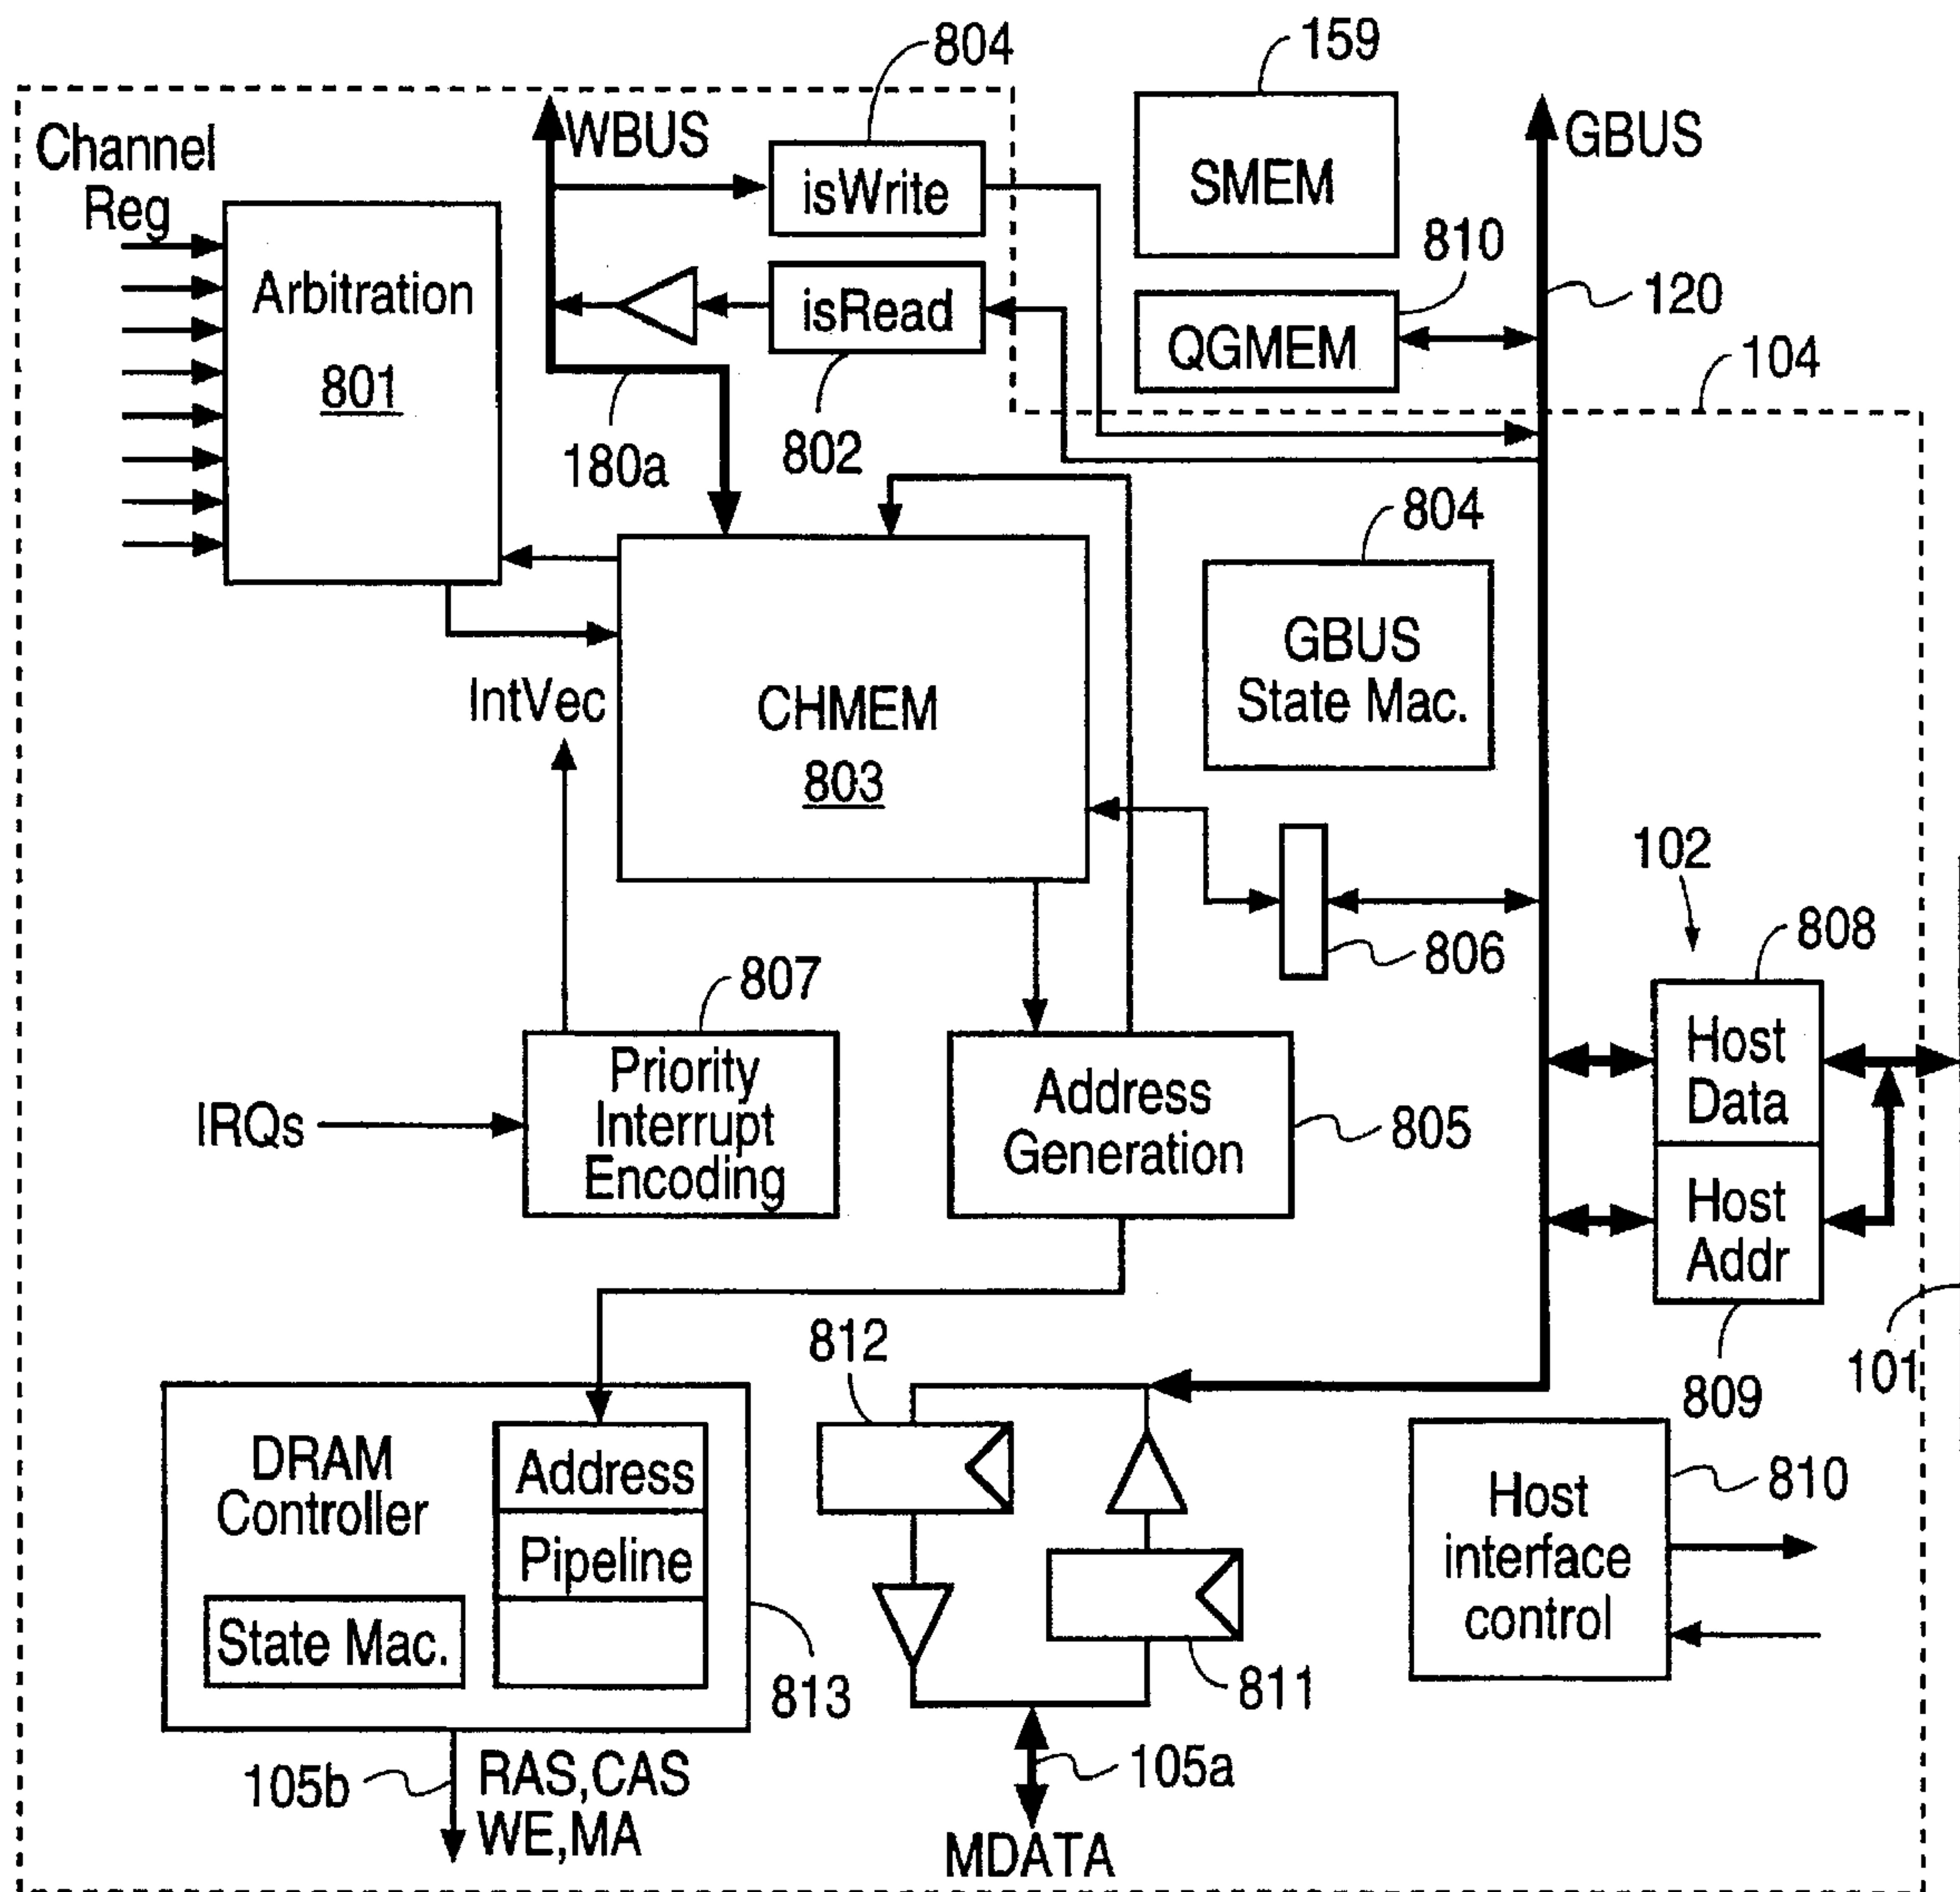 804
159
WBUS
GBUS
Channel
Reg
isWrite
SMEM
810
Arbitration
801
isRead
QGMEM
120
104
180a
802
804
GBUS
State Mac.
IntVec
CHMEM
803
102
808
806
807
Priority
Interrupt
Encoding
IRQs
Address
Generation
805
Host
Data
Host
Addr
809
101
812
DRAM
Controller
Address
Pipeline
State Mac.
813
811
Host
interface
control
810
105b
RAS,CAS
WE,MA
105a
MDATA